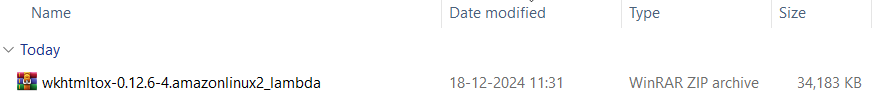 Name Date modified Type Size
Today
wkhtmltox-0.12.6-4.amazonlinux2_lambda 18-12-2024 11:31 WinRAR ZIP archive 34,183 KB